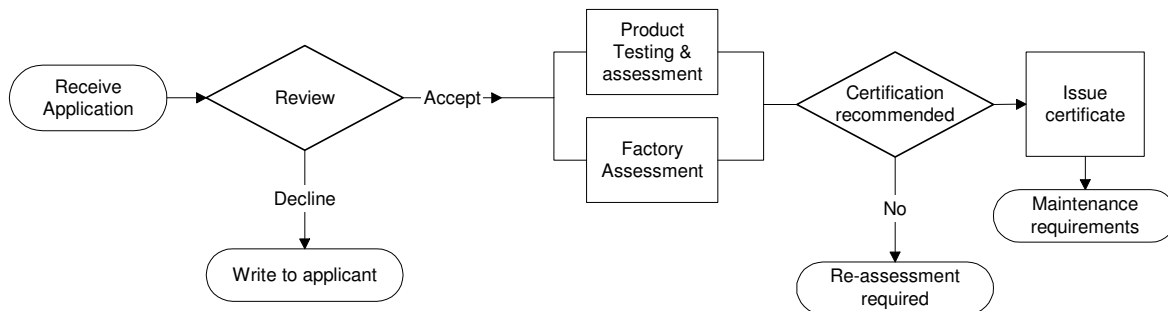 Receive
Application
Review
Accept
Decline
Write to applicant
Product
Testing &
assessment
Factory
Assessment
Certification
recommended
No
Re-assessment
required
Issue
certificate
Maintenance
requirements